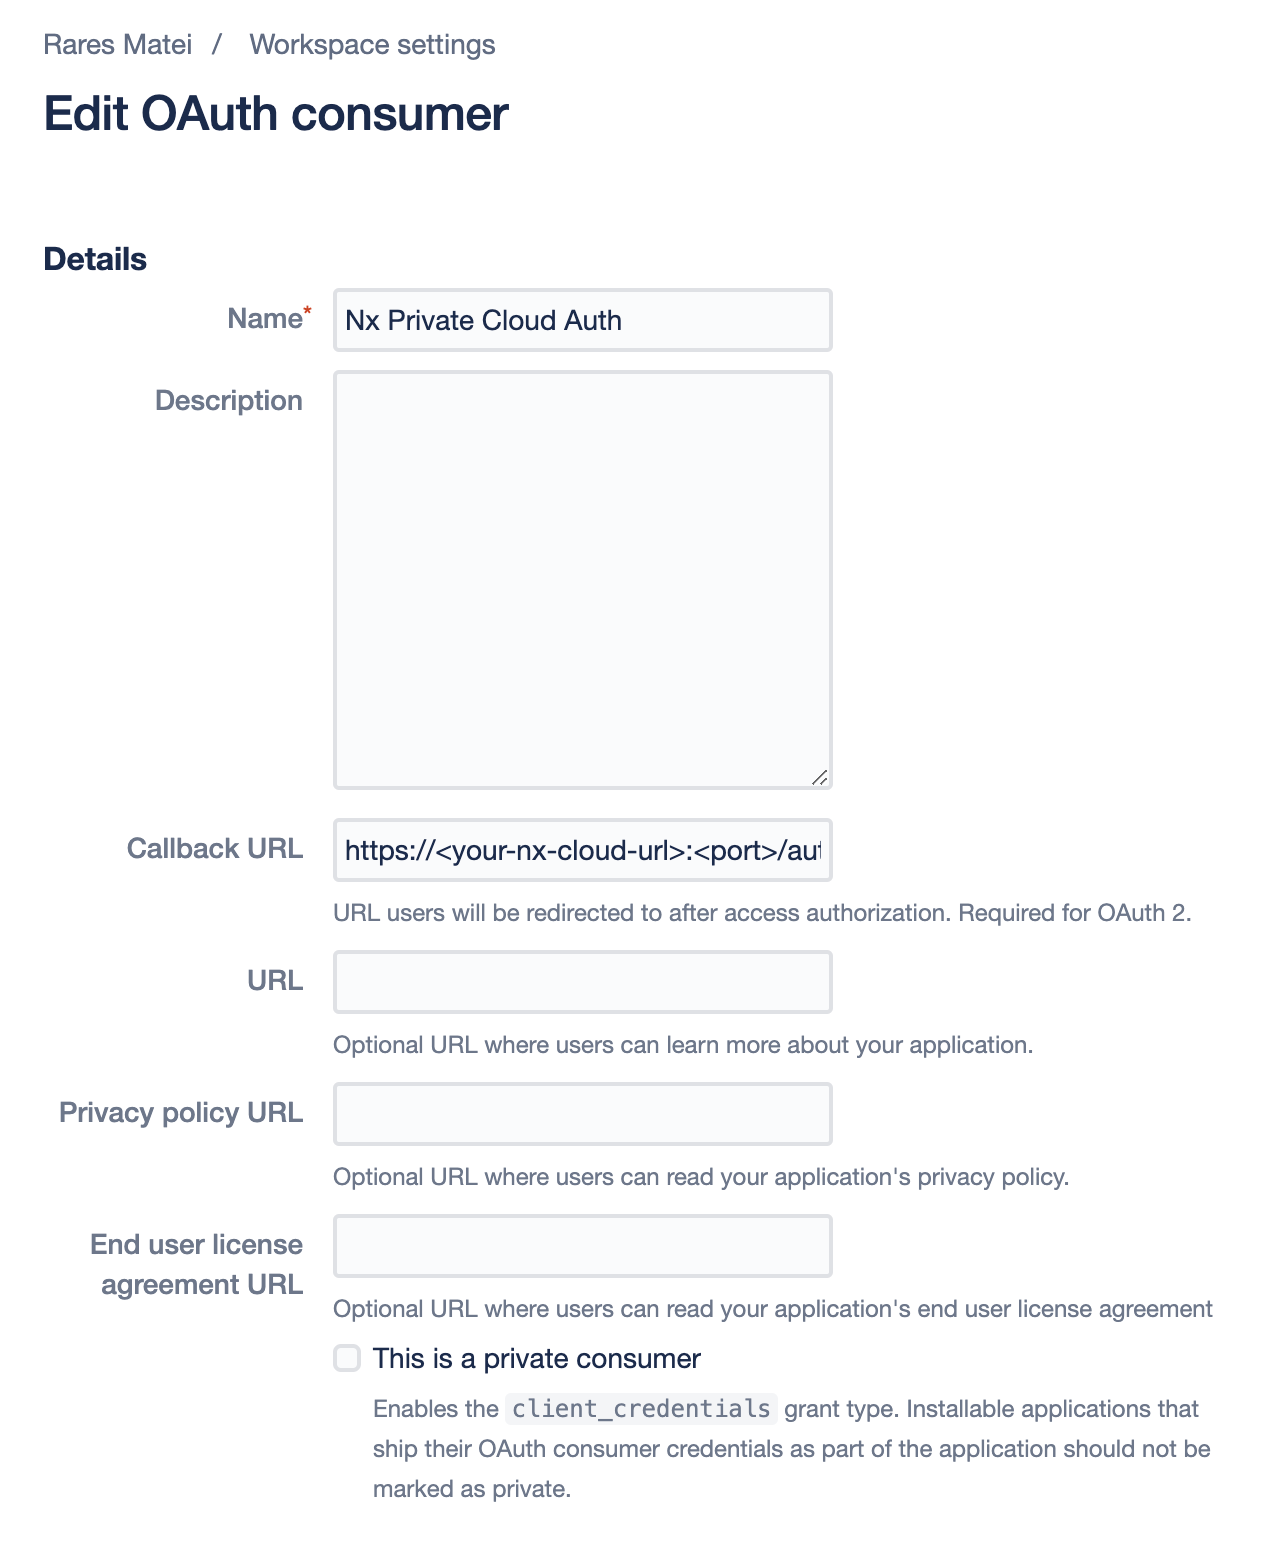 Rares Matei / Workspace settings
Edit OAuth consumer
Details
Name*
Nx Private Cloud Auth
Description
Callback URL
https://<your-nx-cloud-url>:<port>/aut
URL users will be redirected to after access authorization. Required for OAuth 2.
URL
Optional URL where users can learn more about your application.
Privacy policy URL
Optional URL where users can read your application's privacy policy.
End user license
agreement URL
Optional URL where users can read your application's end user license agreement
This is a private consumer
Enables the client_credentials grant type. Installable applications that
ship their OAuth consumer credentials as part of the application should not be
marked as private.